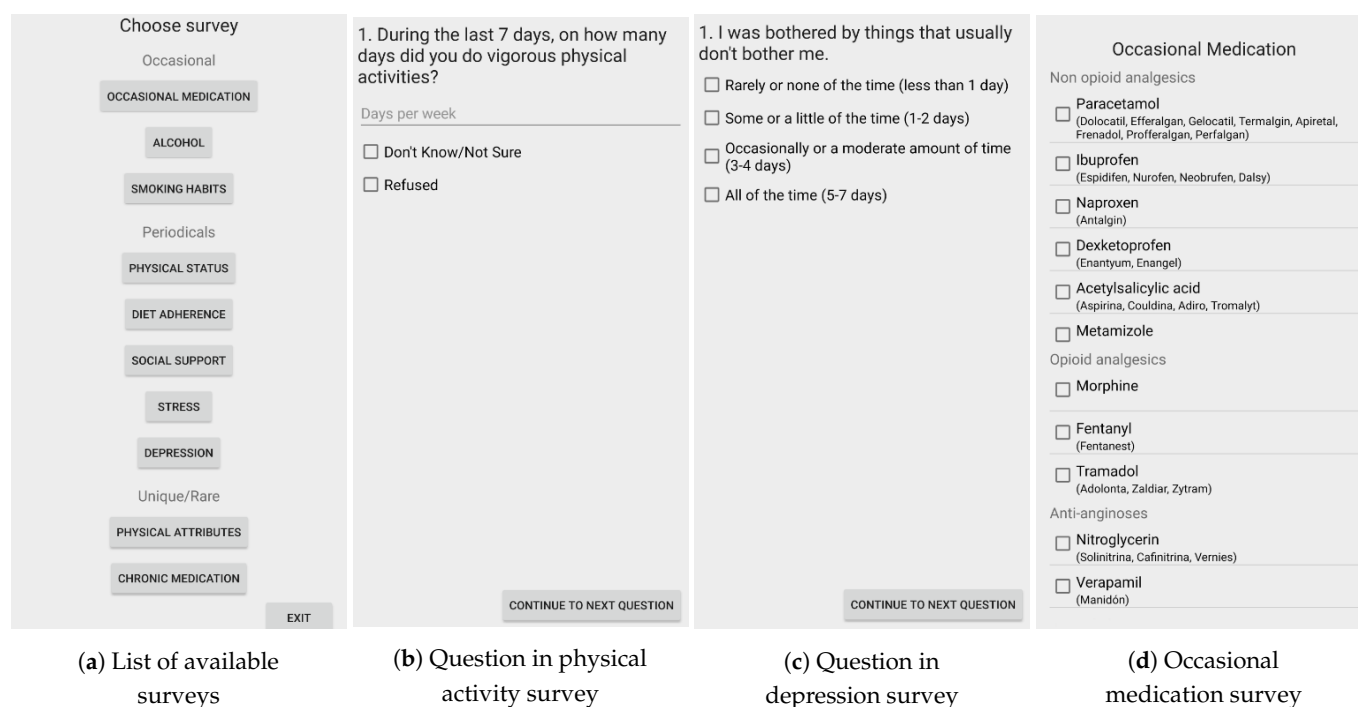 Choose survey
Occasional
OCCASIONAL MEDICATION
ALCOHOL
SMOKING HABITS
Periodicals
PHYSICAL STATUS
DIET ADHERENCE
SOCIAL SUPPORT
STRESS
DEPRESSION
Unique/Rare
PHYSICAL ATTRIBUTES
CHRONIC MEDICATION
EXIT
(a) List of available
surveys
1. During the last 7 days, on how many
days did you do vigorous physical
activities?
Days per week
Don't Know/Not Sure
Refused
CONTINUE TO NEXT QUESTION
(b) Question in physical
activity survey
1. I was bothered by things that usually
don't bother me.
Rarely or none of the time (less than 1 day)
Some or a little of the time (1-2 days)
Occasionally or a moderate amount of time
(3-4 days)
All of the time (5-7 days)
CONTINUE TO NEXT QUESTION
(c) Question in
depression survey
Occasional Medication
Non opioid analgesics
Paracetamol
(Dolocatil, Efferalgan, Gelocatil, Termalgin, Apiretal,
Frenadol, Profferalgan, Perfalgan)
Ibuprofen
(Espidifen, Nurofen, Neobrufen, Dalsy)
Naproxen
(Antalgin)
Dexketoprofen
(Enantyum, Enangel)
Acetylsalicylic acid
(Aspirina, Couldina, Adiro, Tromalyt)
Metamizole
Opioid analgesics
Morphine
Fentanyl
(Fentanest)
Tramadol
(Adolonta, Zaldiar, Zytram)
Anti-anginoses
Nitroglycerin
(Solinitrina, Cafinitrina, Vernies)
Verapamil
(Manidón)
(d) Occasional
medication survey